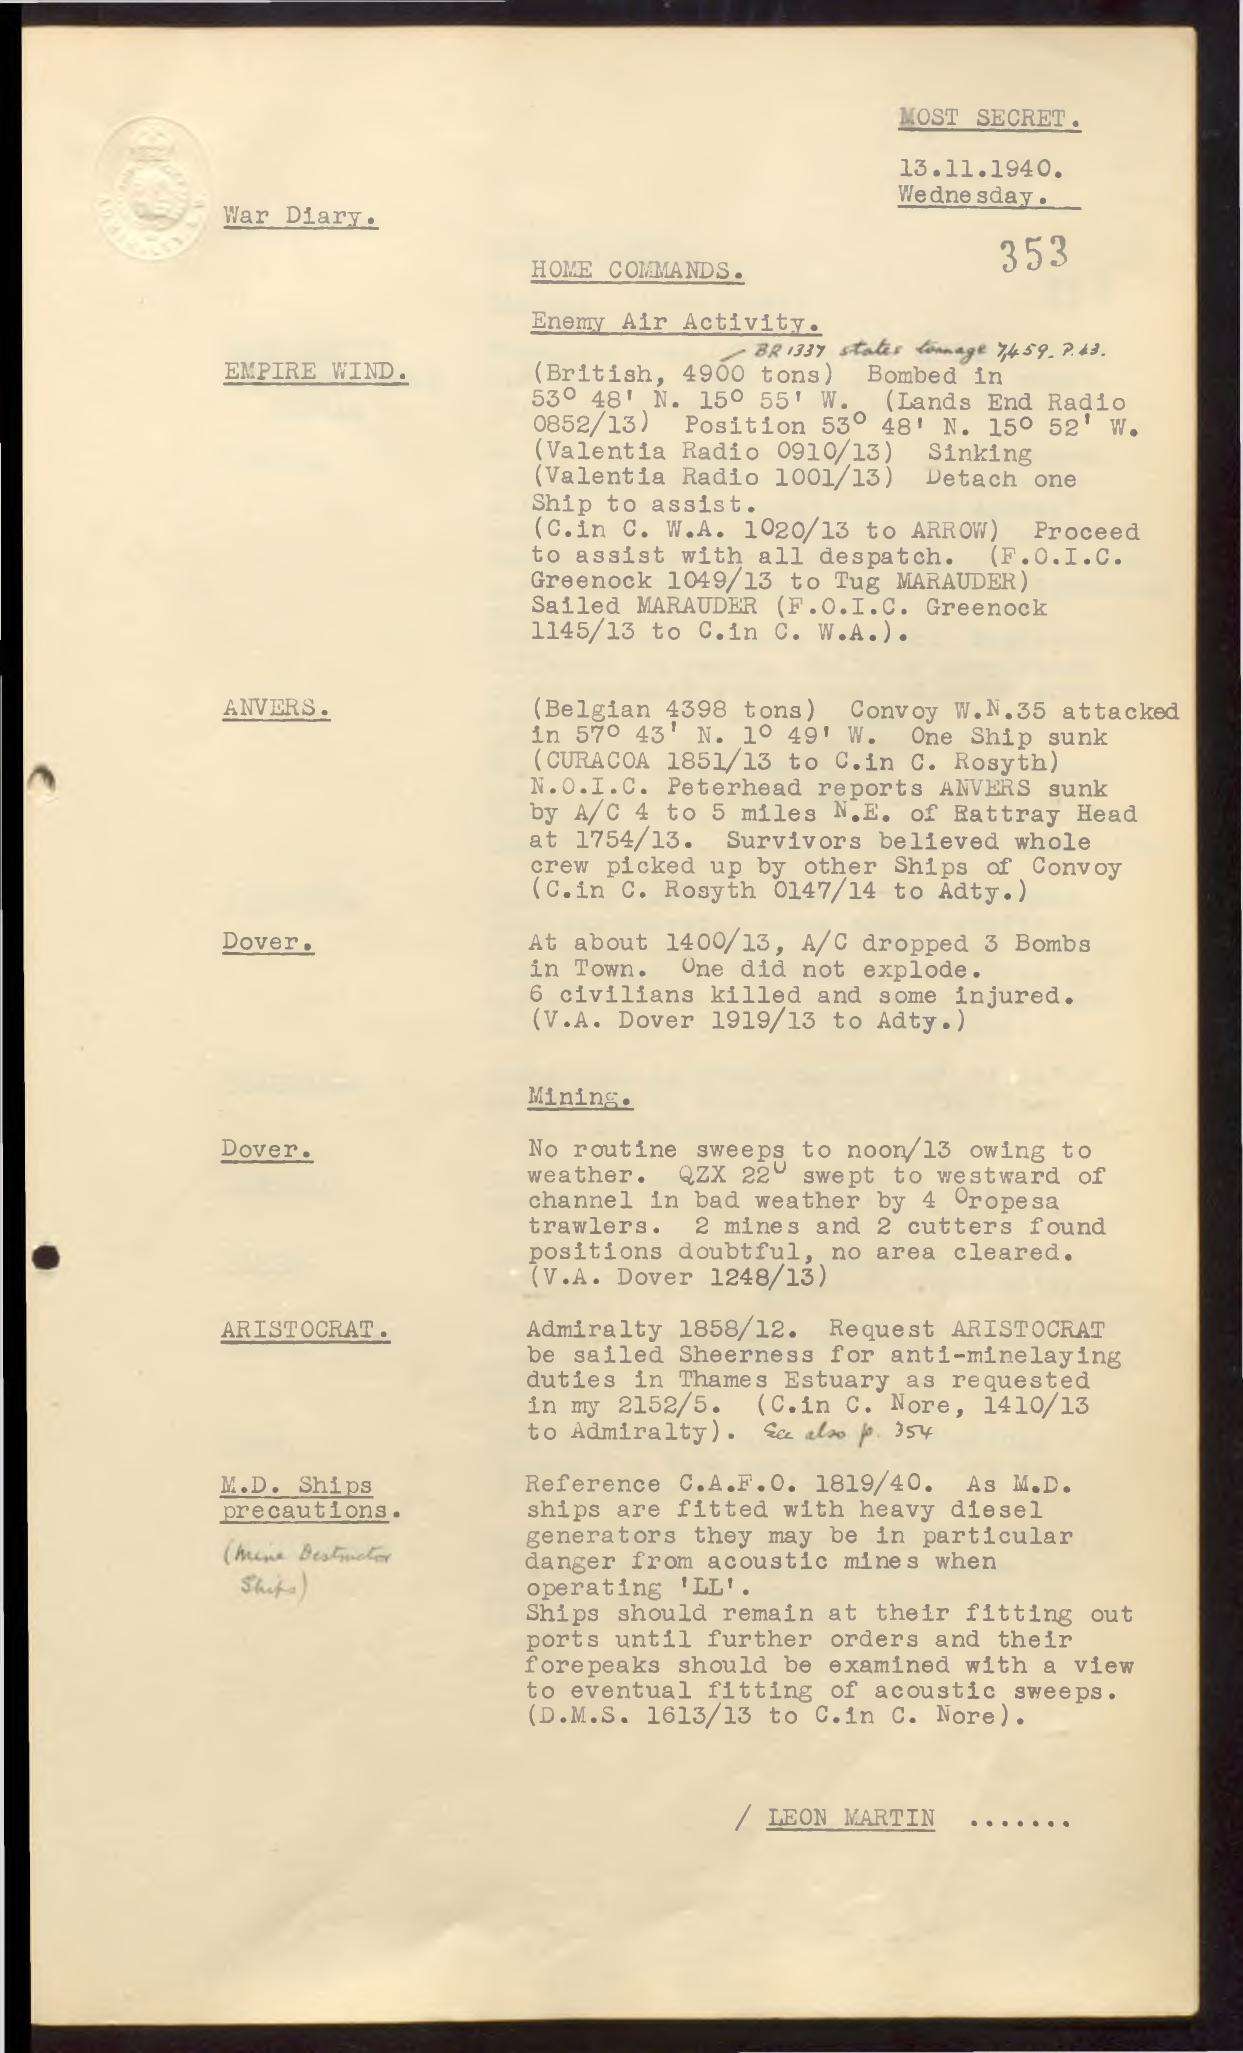 MOST SECRET.
13.11.1940.
Wednesday.
War Diary.
353
HOME COMMANDS.
Enemy Air Activity.
BR 1337 states tonnage 7,459. P.43.
EMPIRE WIND.
(British, 4900 tons) Bombed in
53° 48' N. 15° 55' W. (Lands End Radio
0852/13) Position 53° 48' N. 15° 52' W.
(Valentia Radio 0910/13) Sinking
(Valentia Radio 1001/13) Detach one
Ship to assist.
(C.in C. W.A. 1020/13 to ARROW) Proceed
to assist with all despatch. (F.O.I.C.
Greenock 1049/13 to Tug MARAUDER)
Sailed MARAUDER (F.O.I.C. Greenock
1145/13 to C.in C. W.A.).
ANVERS.
(Belgian 4398 tons) Convoy W.N.35 attacked
in 57° 43' N. 1° 49' W. One Ship sunk
(CURACOA 1851/13 to C.in C. Rosyth)
N.O.I.C. Peterhead reports ANVERS sunk
by A/C 4 to 5 miles N.E. of Rattray Head
at 1754/13. Survivors believed whole
crew picked up by other Ships of Convoy
(C.in C. Rosyth 0147/14 to Adty.)
Dover.
At about 1400/13, A/C dropped 3 Bombs
in Town. One did not explode.
6 civilians killed and some injured.
(V.A. Dover 1919/13 to Adty.)
Mining.
Dover.
No routine sweeps to noon/13 owing to
weather. QZX 220 swept to westward of
channel in bad weather by 4 Oropesa
trawlers. 2 mines and 2 cutters found
positions doubtful, no area cleared.
(V.A. Dover 1248/13)
ARISTOCRAT.
Admiralty 1858/12. Request ARISTOCRAT
be sailed Sheerness for anti-minelaying
duties in Thames Estuary as requested
in my 2152/5. (C.in C. Nore, 1410/13
to Admiralty). See also p. 354
M.D. Ships
precautions.
(Mine Destructor
Ships)
Reference C.A.F.O. 1819/40. As M.D.
ships are fitted with heavy diesel
generators they may be in particular
danger from acoustic mines when
operating 'LL'.
Ships should remain at their fitting out
ports until further orders and their
forepeaks should be examined with a view
to eventual fitting of acoustic sweeps.
(D.M.S. 1613/13 to C.in C. Nore).
/ LEON MARTIN .......